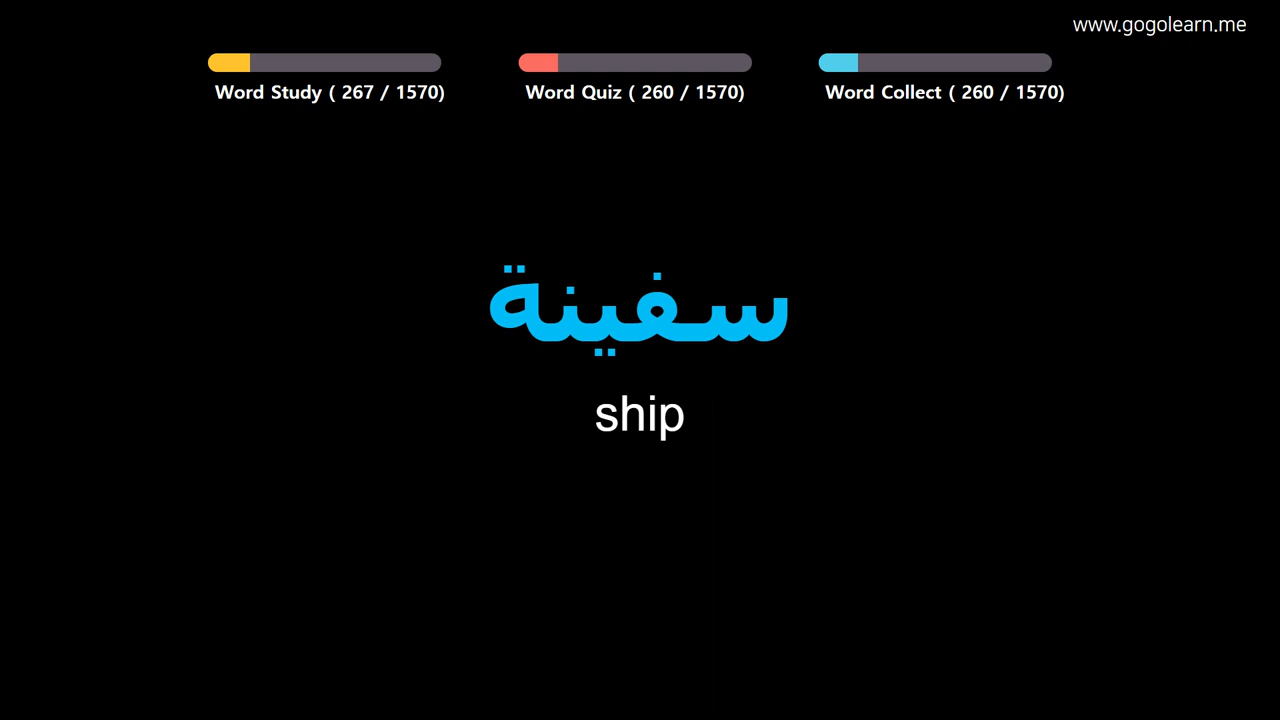 www.gogolearn.me
Word Study ( 267 / 1570)
Word Quiz ( 260 / 1570)
Word Collect ( 260 / 1570)
سفينة
ship